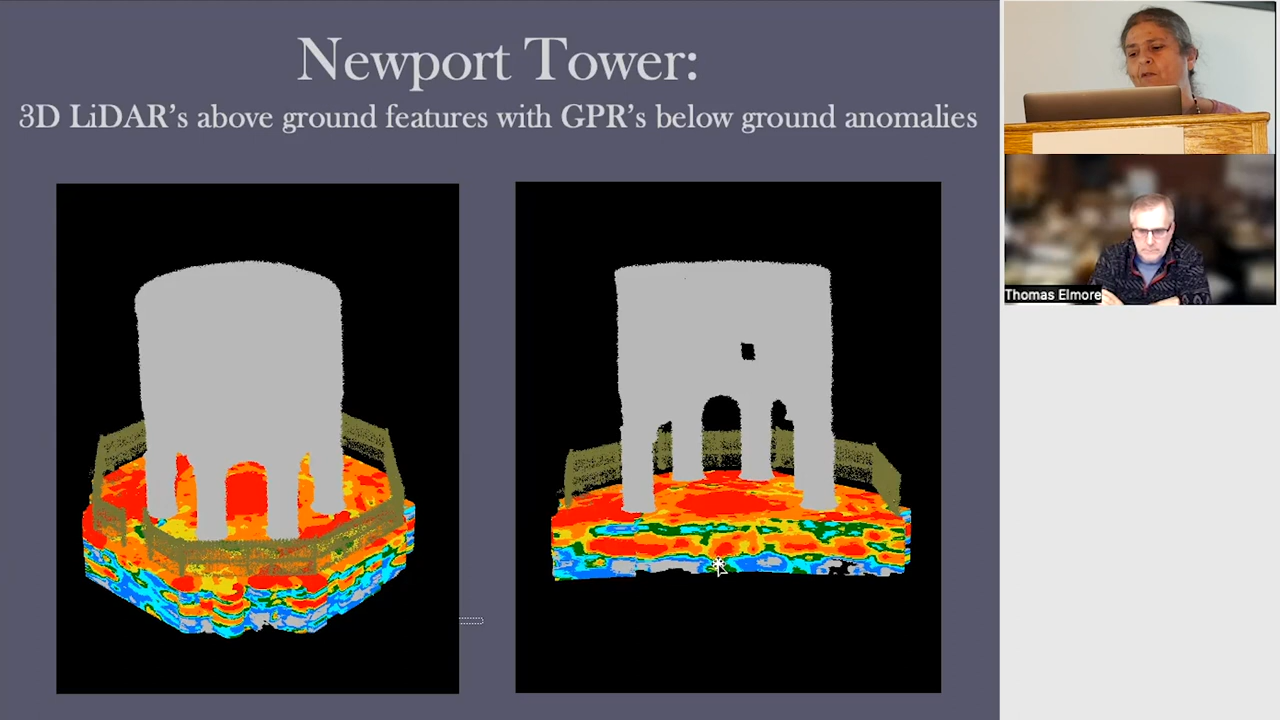 Newport Tower:
3D LiDAR's above ground features with GPR's below ground anomalies
Thomas Elmore